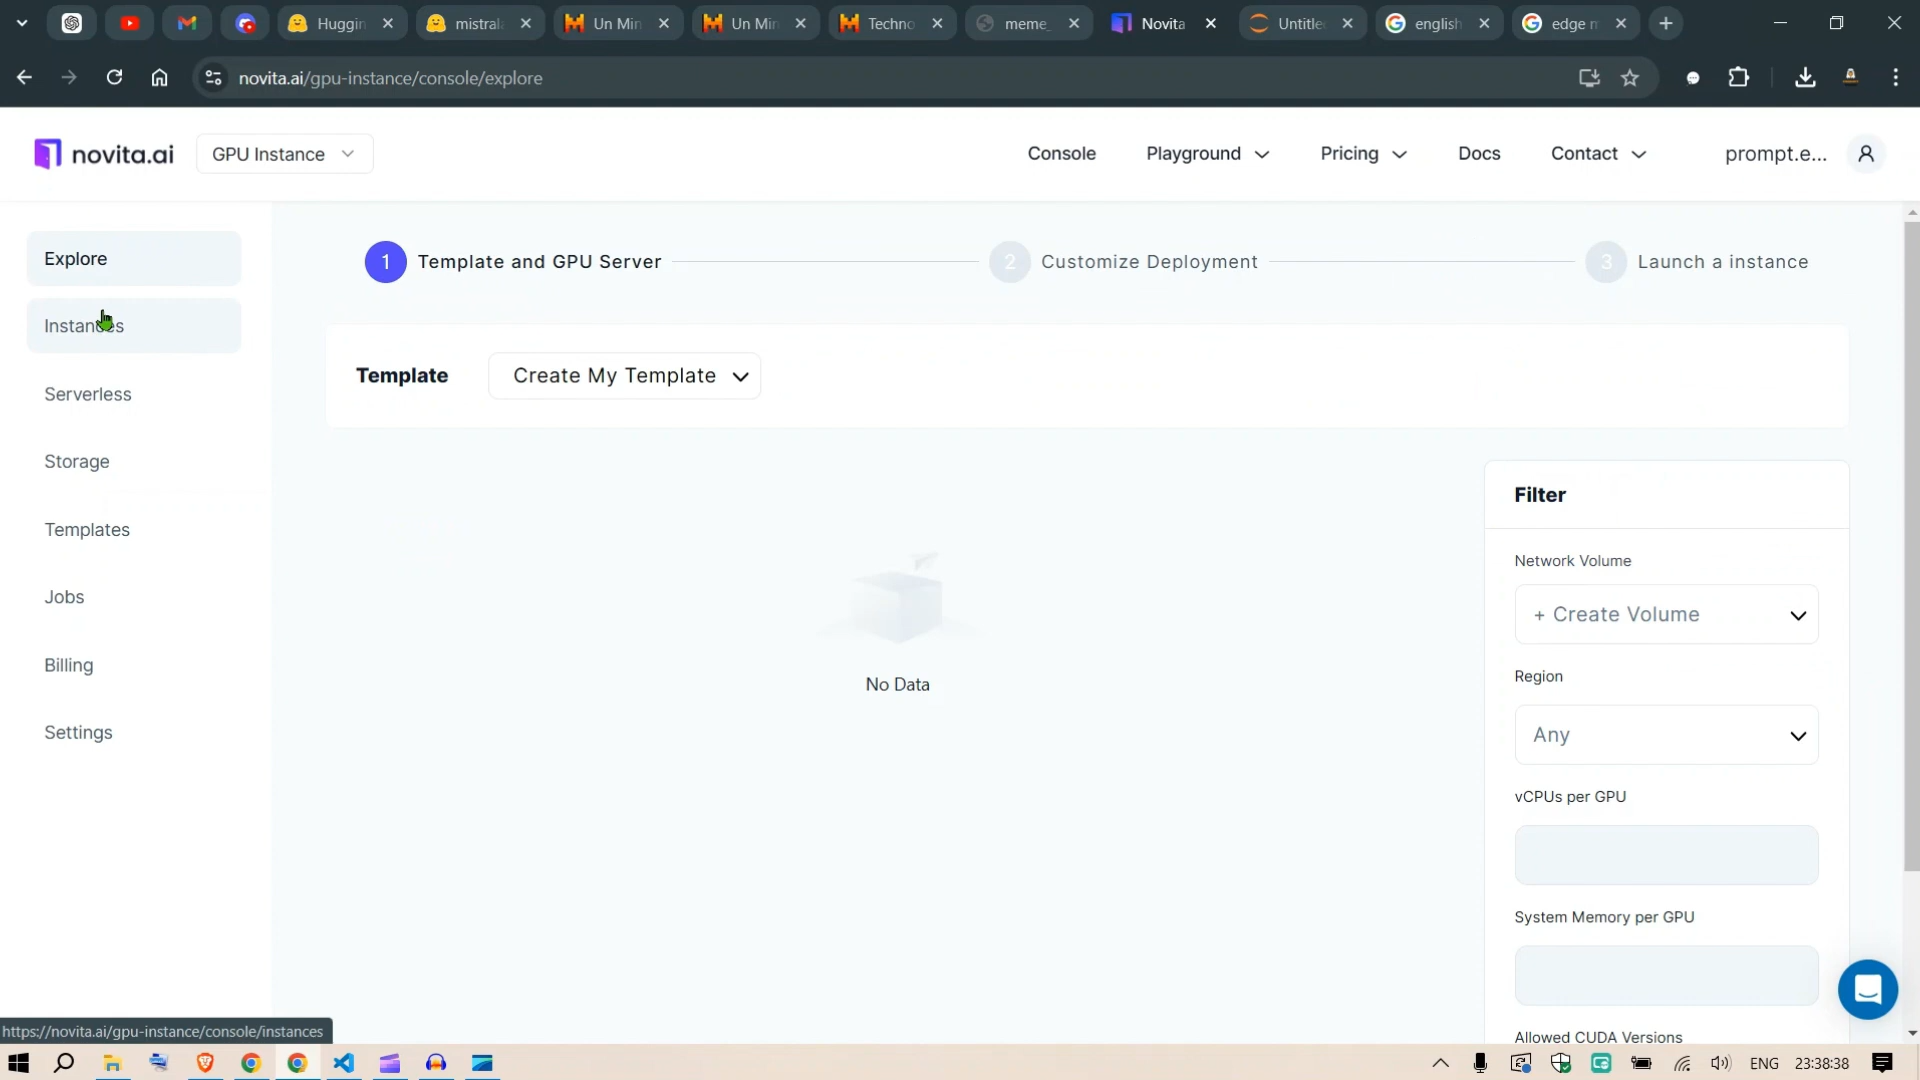 Huggin
mistrala
Un Min
Un Min
Techno
meme_
Novita
Untitled
english
edge m
novita.ai/gpu-instance/console/explore
novita.ai
GPU Instance
Console
Playground
Pricing
Docs
Contact
prompt.e...
Explore
Instances
Serverless
Storage
Templates
Jobs
Billing
Settings
1 Template and GPU Server
2 Customize Deployment
3 Launch a instance
Template
Create My Template
No Data
Filter
Network Volume
+ Create Volume
Region
Any
vCPUs per GPU
System Memory per GPU
Allowed CUDA Versions
https://novita.ai/gpu-instance/console/instances
ENG
23:38:38